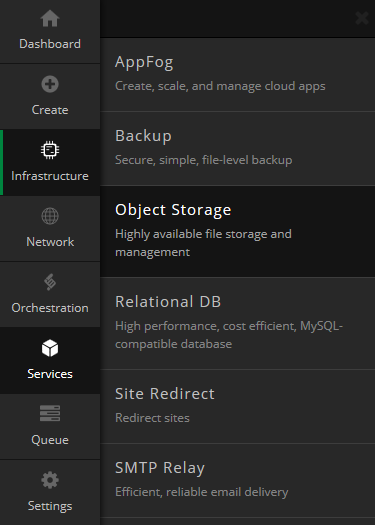 Dashboard
Create
Infrastructure
Network
Orchestration
Services
Queue
Settings
AppFog
Create, scale, and manage cloud apps
Backup
Secure, simple, file-level backup
Object Storage
Highly available file storage and
management
Relational DB
High performance, cost efficient, MySQL-
compatible database
Site Redirect
Redirect sites
SMTP Relay
Efficient, reliable email delivery